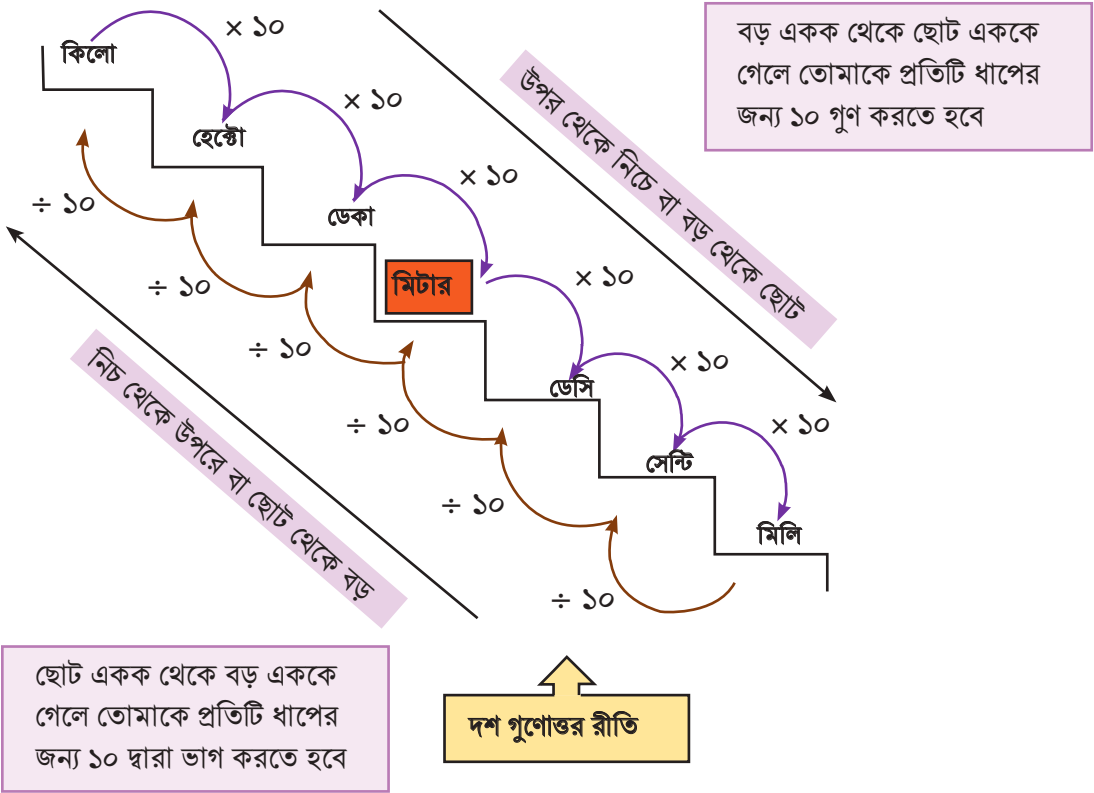 কিলো
× ১০
হেক্টো
× ১০
ডেকা
× ১০
মিটার
× ১০
ডেসি
× ১০
সেন্টি
× ১০
মিলি
উপর থেকে নিচে বা বড় থেকে ছোট
বড় একক থেকে ছোট এককে
গেলে তোমাকে প্রতিটি ধাপের
জন্য ১০ গুণ করতে হবে
÷ ১০
÷ ১০
÷ ১০
÷ ১০
÷ ১০
÷ ১০
নিচ থেকে উপরে বা ছোট থেকে বড়
ছোট একক থেকে বড় এককে
গেলে তোমাকে প্রতিটি ধাপের
জন্য ১০ দ্বারা ভাগ করতে হবে
দশ গুণোত্তর রীতি